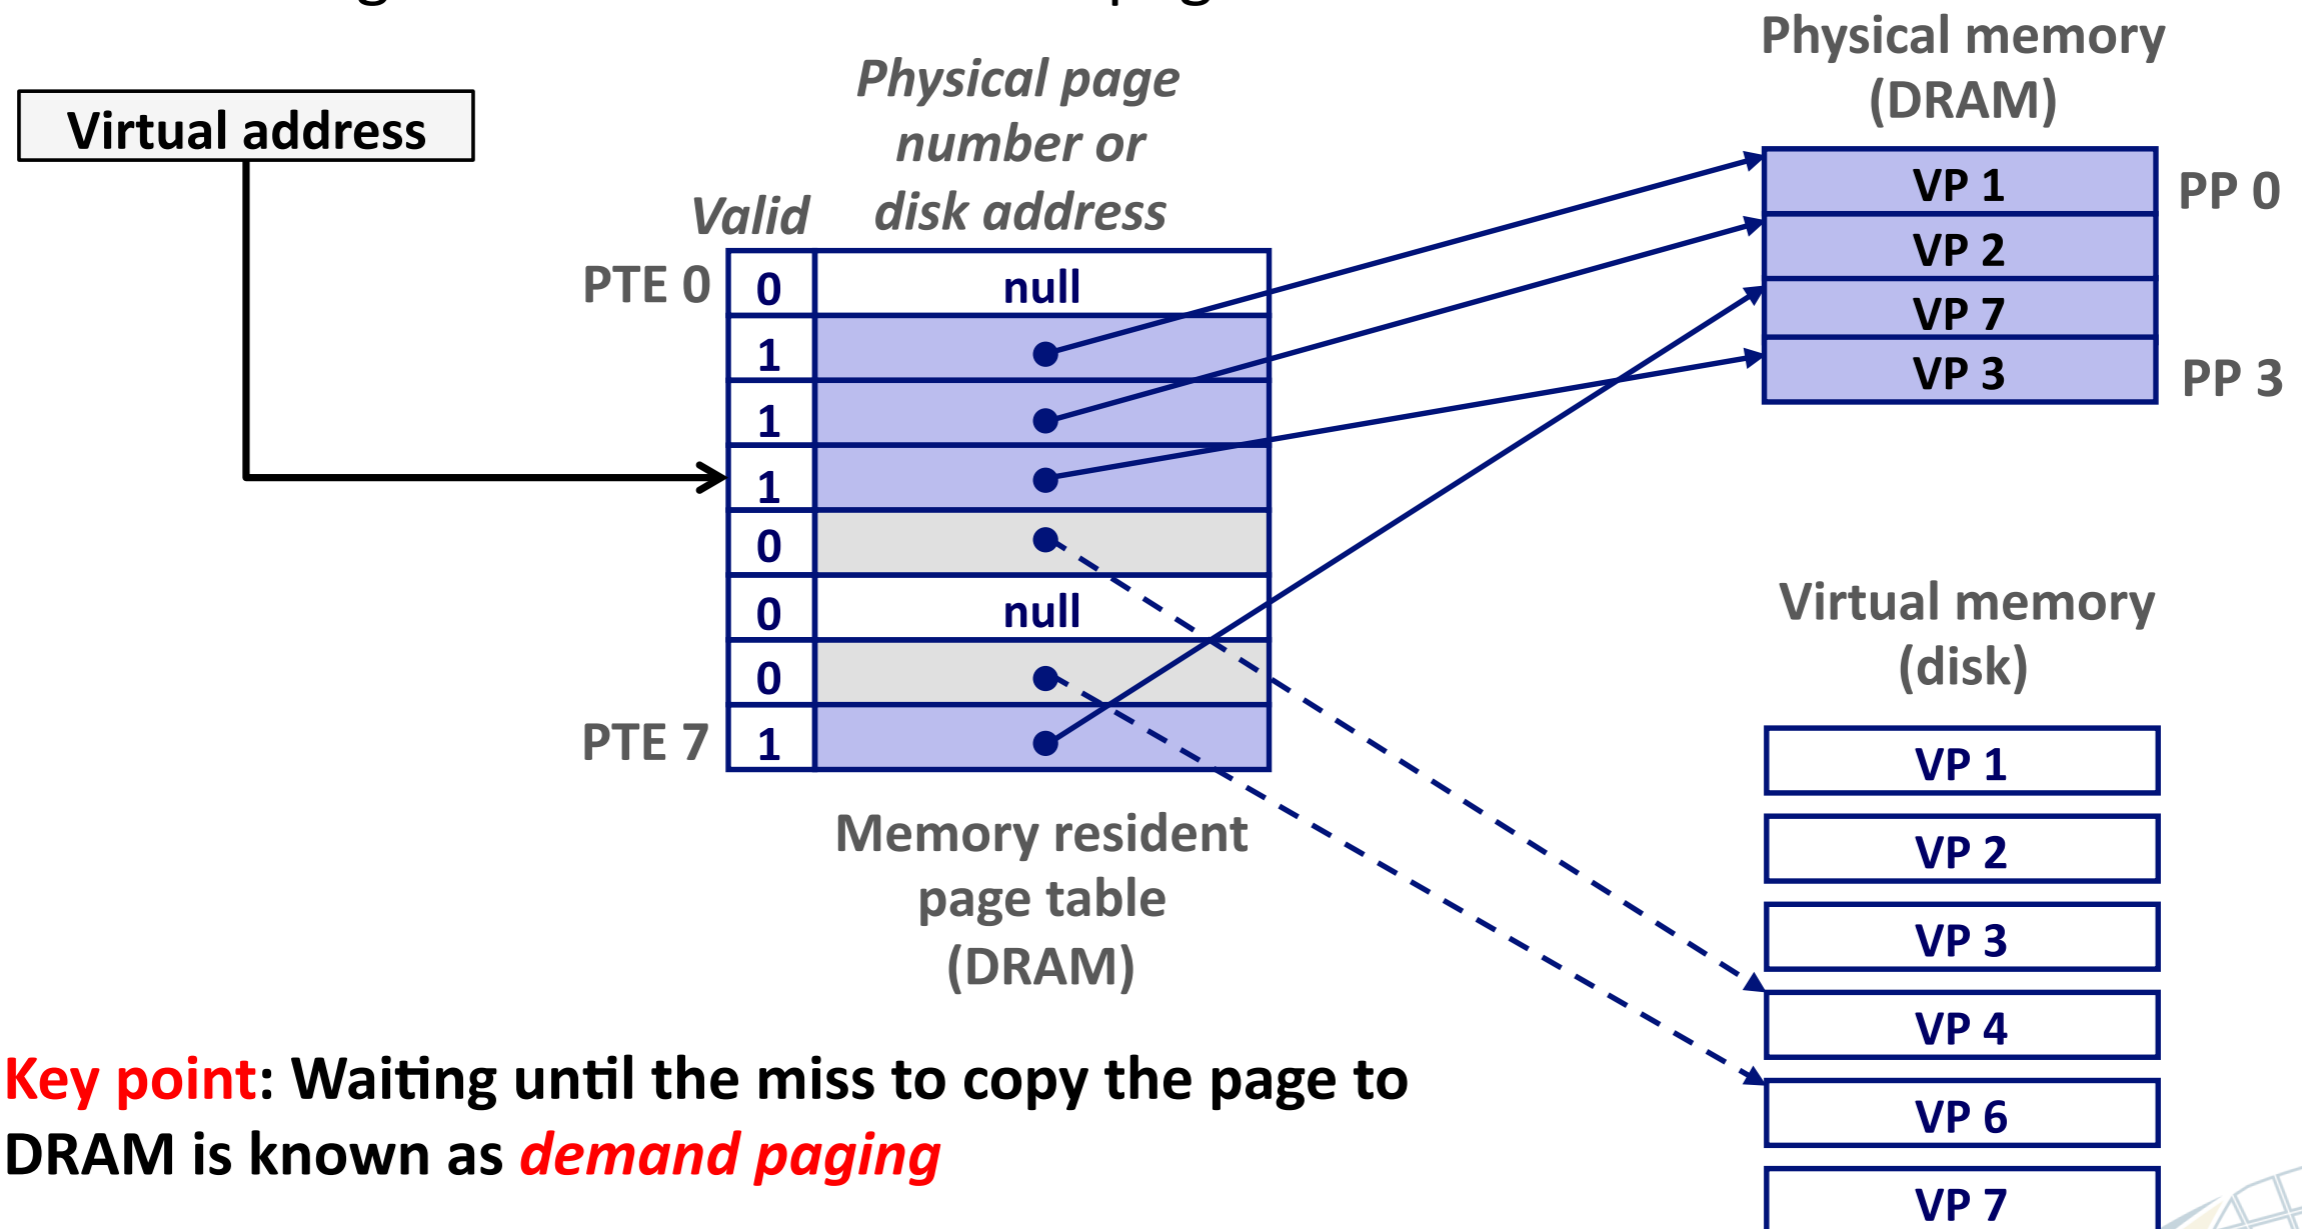 Physical memory
(DRAM)
Physical page
number or
disk address
Virtual address
Valid
VP 1
PP 0
VP 2
VP 7
VP 3
PP 3
PTE 0
0
null
1
1
1
0
0
null
0
PTE 7
1
Memory resident
page table
(DRAM)
Virtual memory
(disk)
VP 1
VP 2
VP 3
VP 4
VP 6
VP 7
Key point: Waiting until the miss to copy the page to
DRAM is known as demand paging